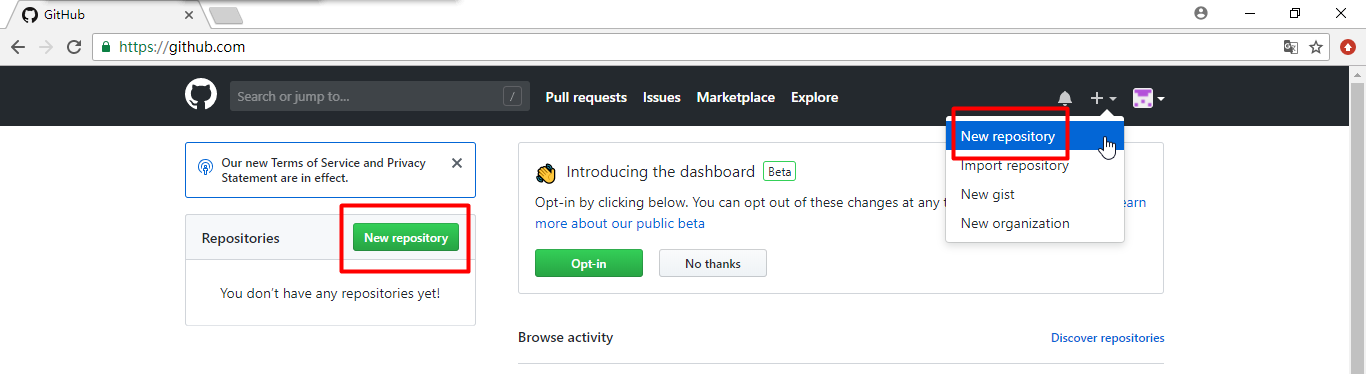 GitHub
https://github.com
Search or jump to... /
Pull requests Issues Marketplace Explore
New repository
Import repository
New gist
New organization
Our new Terms of Service and Privacy
Statement are in effect.
Repositories New repository
You don't have any repositories yet!
Introducing the dashboard Beta
Opt-in by clicking below. You can opt out of these changes at any
more about our public beta
Opt-in No thanks
Browse activity Discover repositories